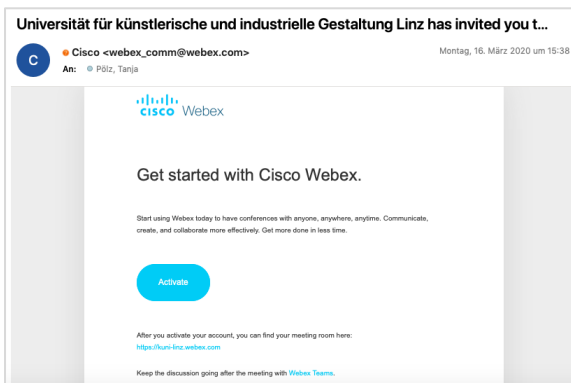 Universität für künstlerische und industrielle Gestaltung Linz has invited you t...
C
Cisco <webex_comm@webex.com>
Montag, 16. März 2020 um 15:38
An: Pölz, Tanja
CISCO Webex
Get started with Cisco Webex.
Start using Webex today to have conferences with anyone, anywhere, anytime. Communicate,
create, and collaborate more effectively. Get more done in less time.
Activate
After you activate your account, you can find your meeting room here:
https://kuni-linz.webex.com
Keep the discussion going after the meeting with Webex Teams.